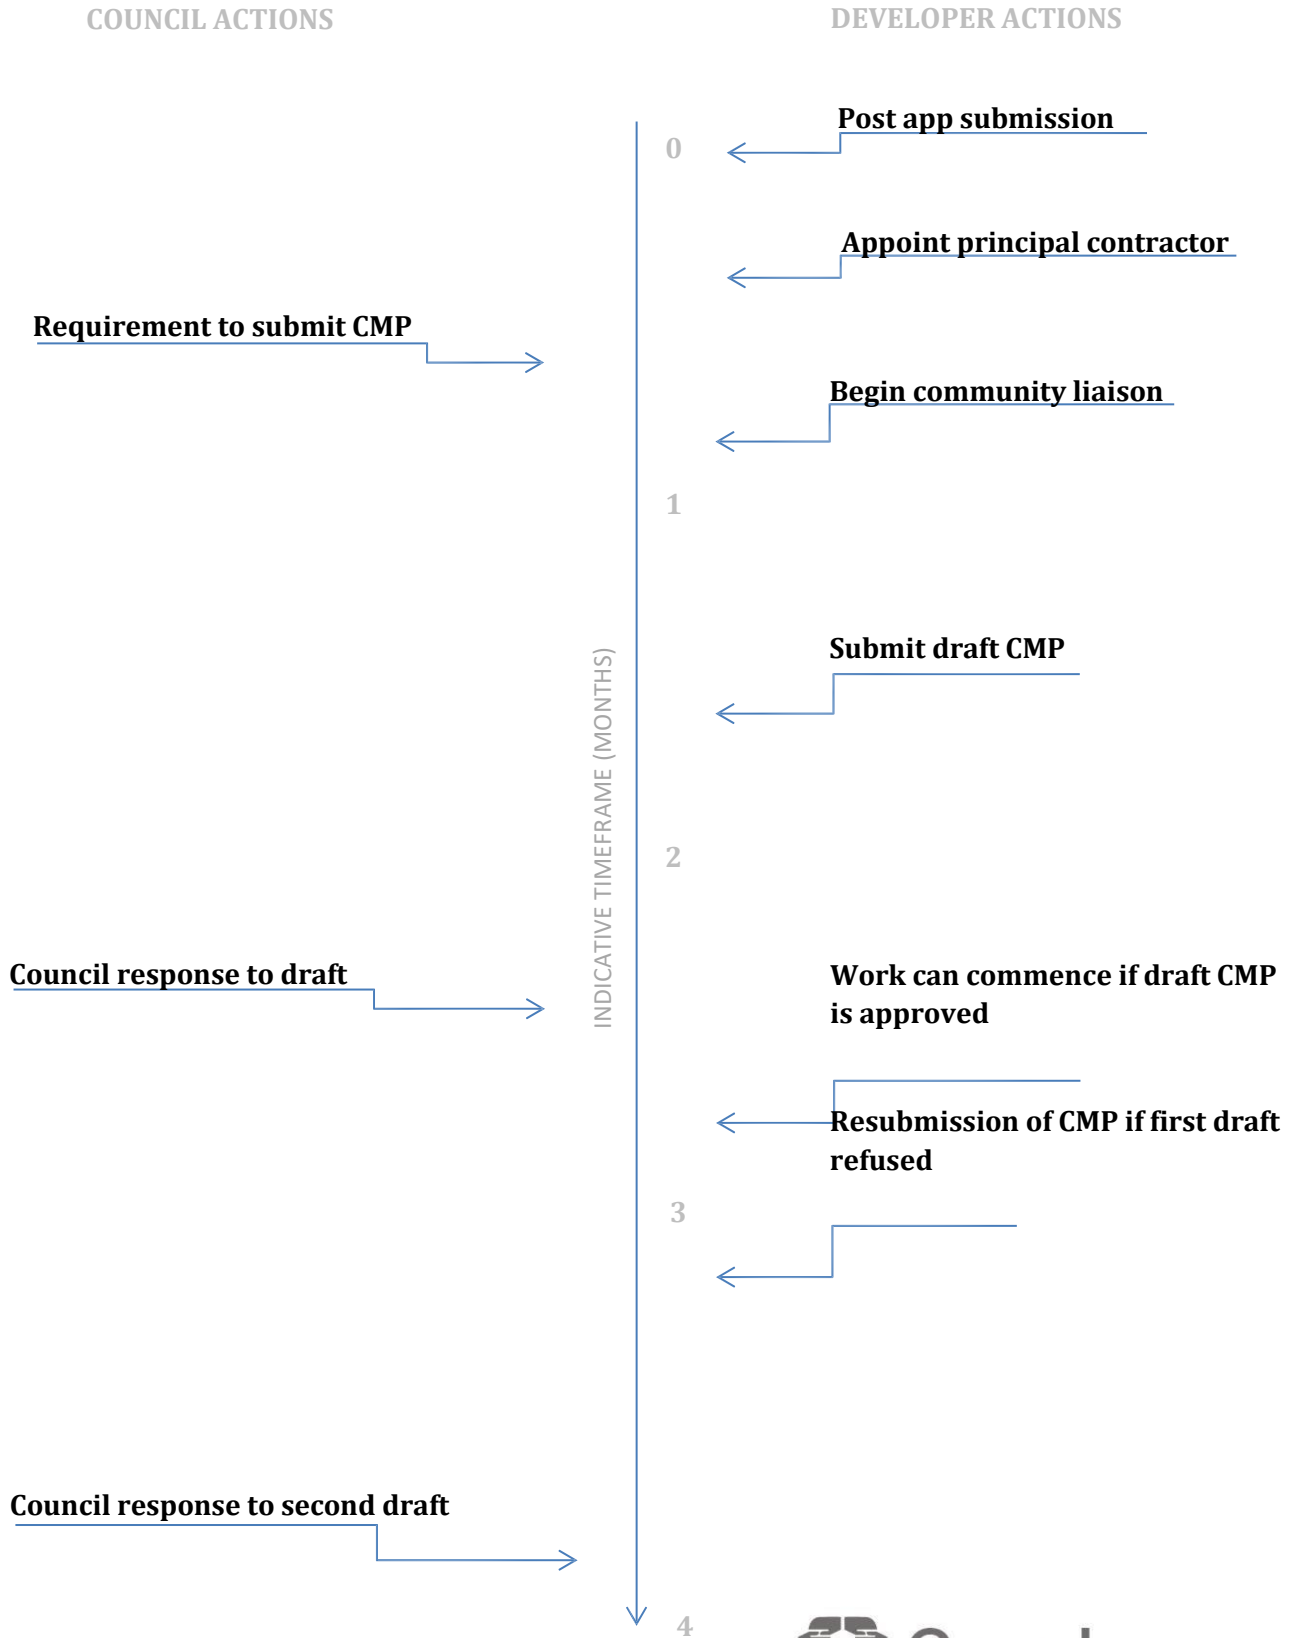 COUNCIL ACTIONS
DEVELOPER ACTIONS
Post app submission
0
Appoint principal contractor
Requirement to submit CMP
Begin community liaison
1
Submit draft CMP
INDICATIVE TIMEFRAME (MONTHS)
2
Council response to draft
Work can commence if draft CMP
is approved
Resubmission of CMP if first draft
refused
3
Council response to second draft
4